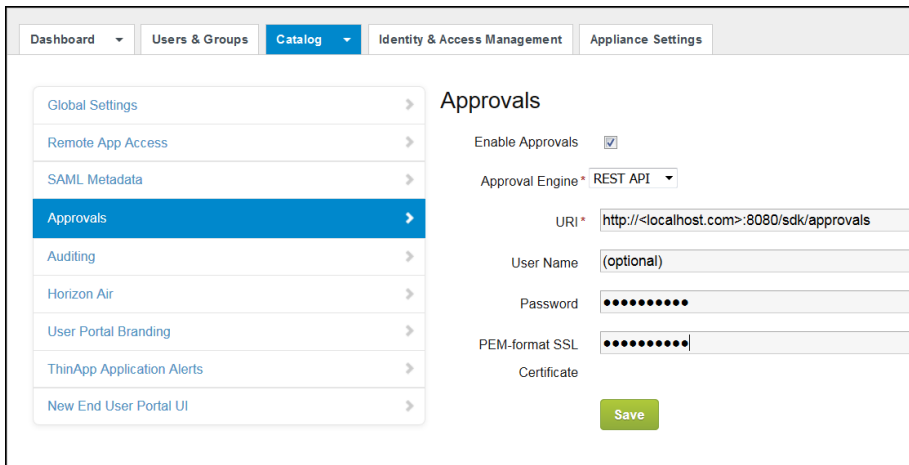 Dashboard Users & Groups Catalog Identity & Access Management Appliance Settings
Global Settings
Remote App Access
SAML Metadata
Approvals
Auditing
Horizon Air
User Portal Branding
ThinApp Application Alerts
New End User Portal UI
Approvals
Enable Approvals
Approval Engine* REST API
URI* http://<localhost.com>:8080/sdk/approvals
User Name (optional)
Password ●●●●●●●●●●
PEM-format SSL ●●●●●●●●●●
Certificate
Save